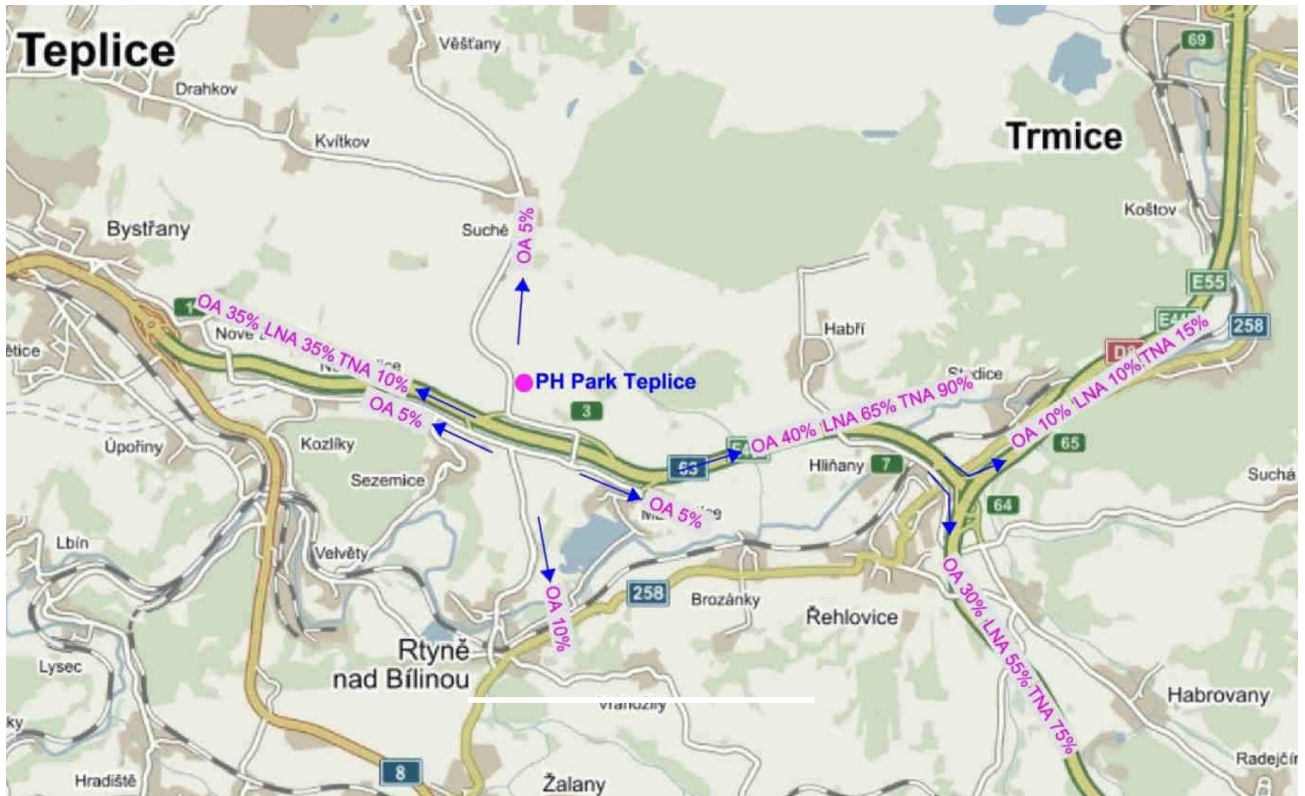 Teplice
Věšťany
69
Drahkov
Kvítkov
Trmice
Koštov
Suché
Bystřany
OA 5%
E55
1
OA 35% LNA 35% TNA 10%
258
Habří
D8
PH Park Teplice
3
OA 5%
OA 40% LNA 65% TNA 90%
OA 10% LNA 10% TNA 15%
Úpořiny
Kozlíky
63
Hliňany
7
65
Sezemice
Suchá
OA 5%
64
Lbín
Velvěty
258
Brozánky
OA 10%
OA 30% LNA 55% TNA 75%
Řehlovice
Rtyně
nad Bílinou
Lysec
Habrovany
8
Hradiště
Žalany